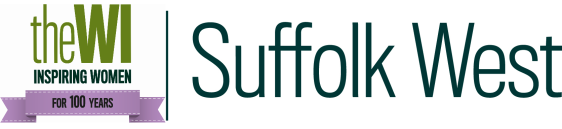 theWI
INSPIRING WOMEN
FOR 100 YEARS
Suffolk West